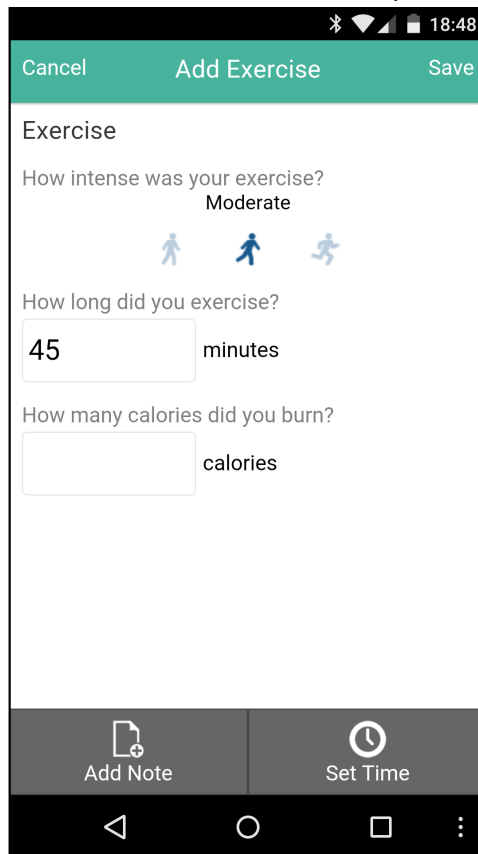 18:48
Cancel Add Exercise Save
Exercise
How intense was your exercise?
Moderate
How long did you exercise?
45 minutes
How many calories did you burn?
calories
Add Note Set Time